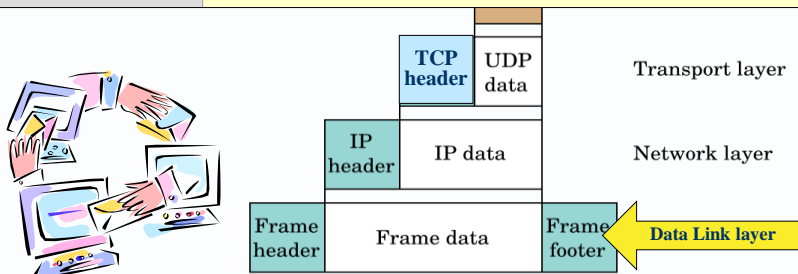 TCP
header
UDP
data
Transport layer
IP
header
IP data
Network layer
Frame
header
Frame data
Frame
footer
Data Link layer